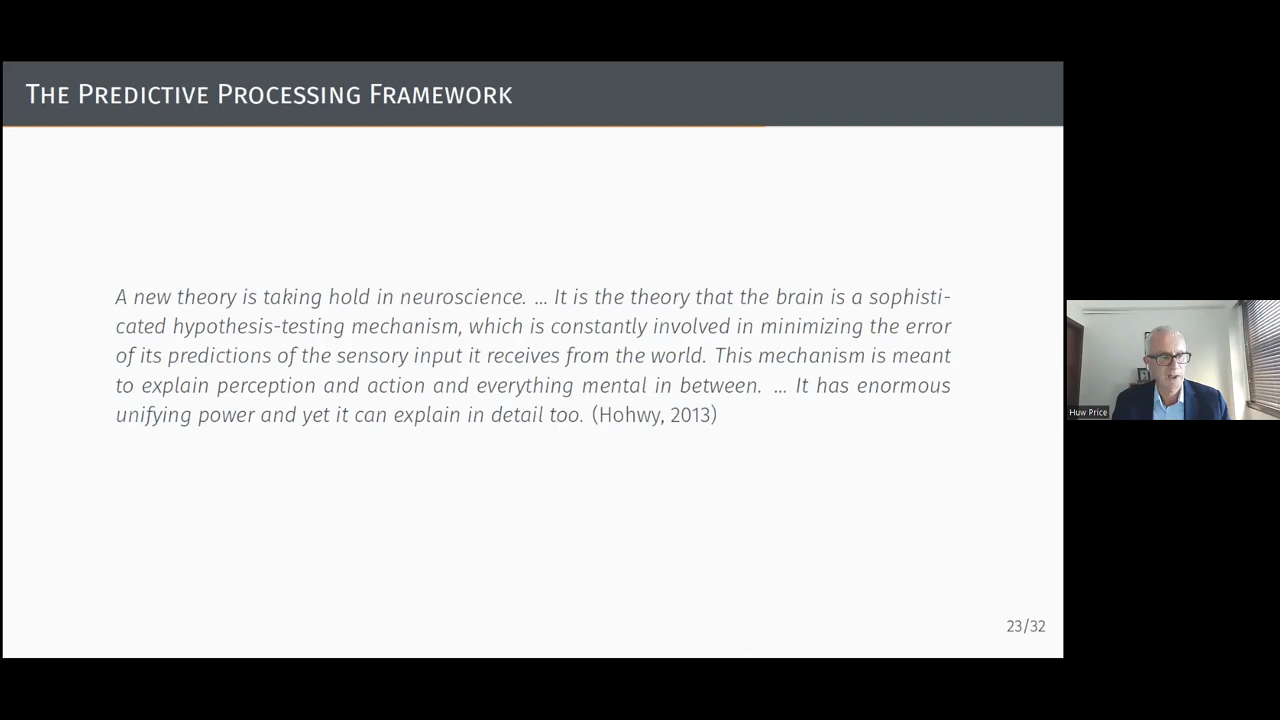 The Predictive Processing Framework
A new theory is taking hold in neuroscience. ... It is the theory that the brain is a sophisti-
cated hypothesis-testing mechanism, which is constantly involved in minimizing the error
of its predictions of the sensory input it receives from the world. This mechanism is meant
to explain perception and action and everything mental in between. ... It has enormous
unifying power and yet it can explain in detail too. (Hohwy, 2013)
Huw Price
23/32